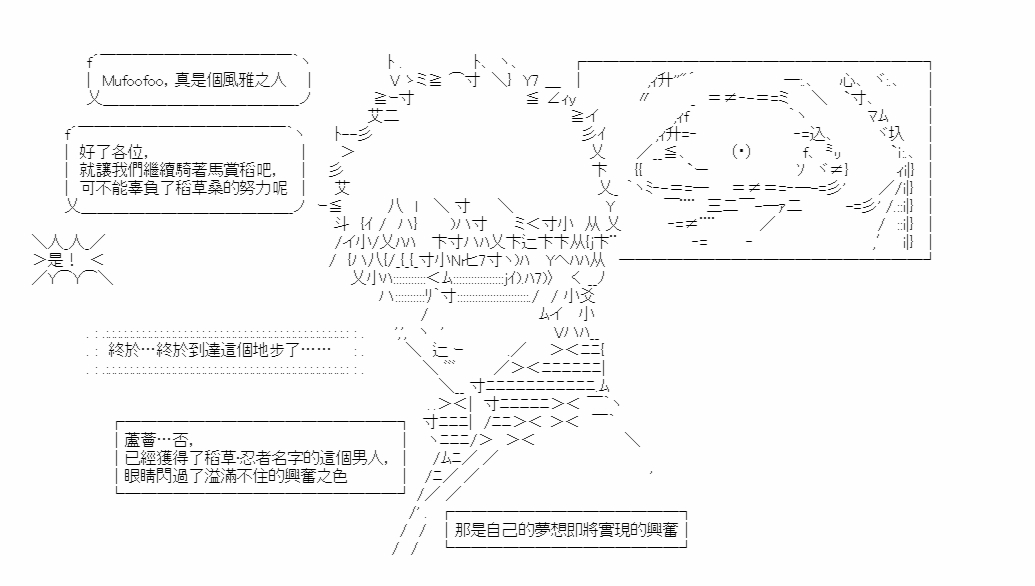 Mufoofoo, 真是個風雅之人
好了各位,
就讓我們繼續騎著馬賞稻吧,
可不能辜負了稻草桑的努力呢
是！
終於…終於到達這個地步了……
蘆薈…否,
已經獲得了稻草‧忍者名字的這個男人,
眼睛閃過了溢滿不住的興奮之色
那是自己的夢想即將實現的興奮